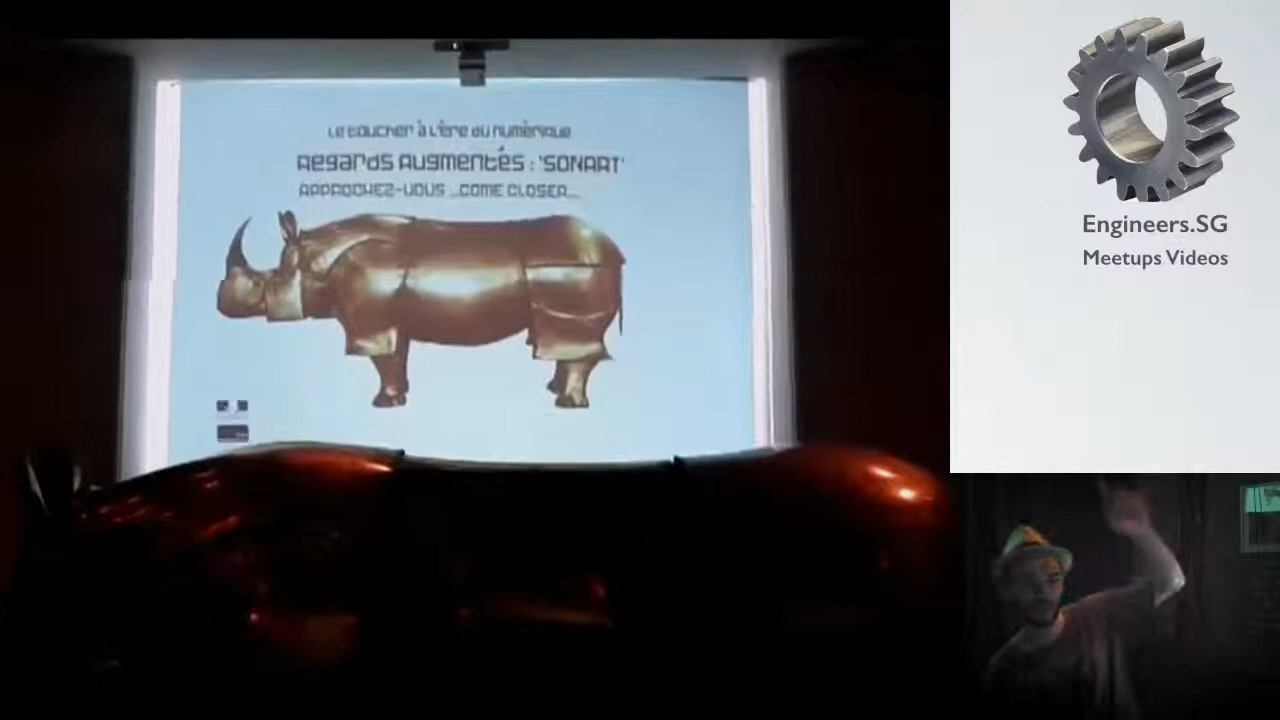 Le toucher à l'ère du numérique
Regards Augmentés : 'SONART'
APPROCHEZ-VOUS ...COME CLOSER...
Engineers.SG
Meetups Videos